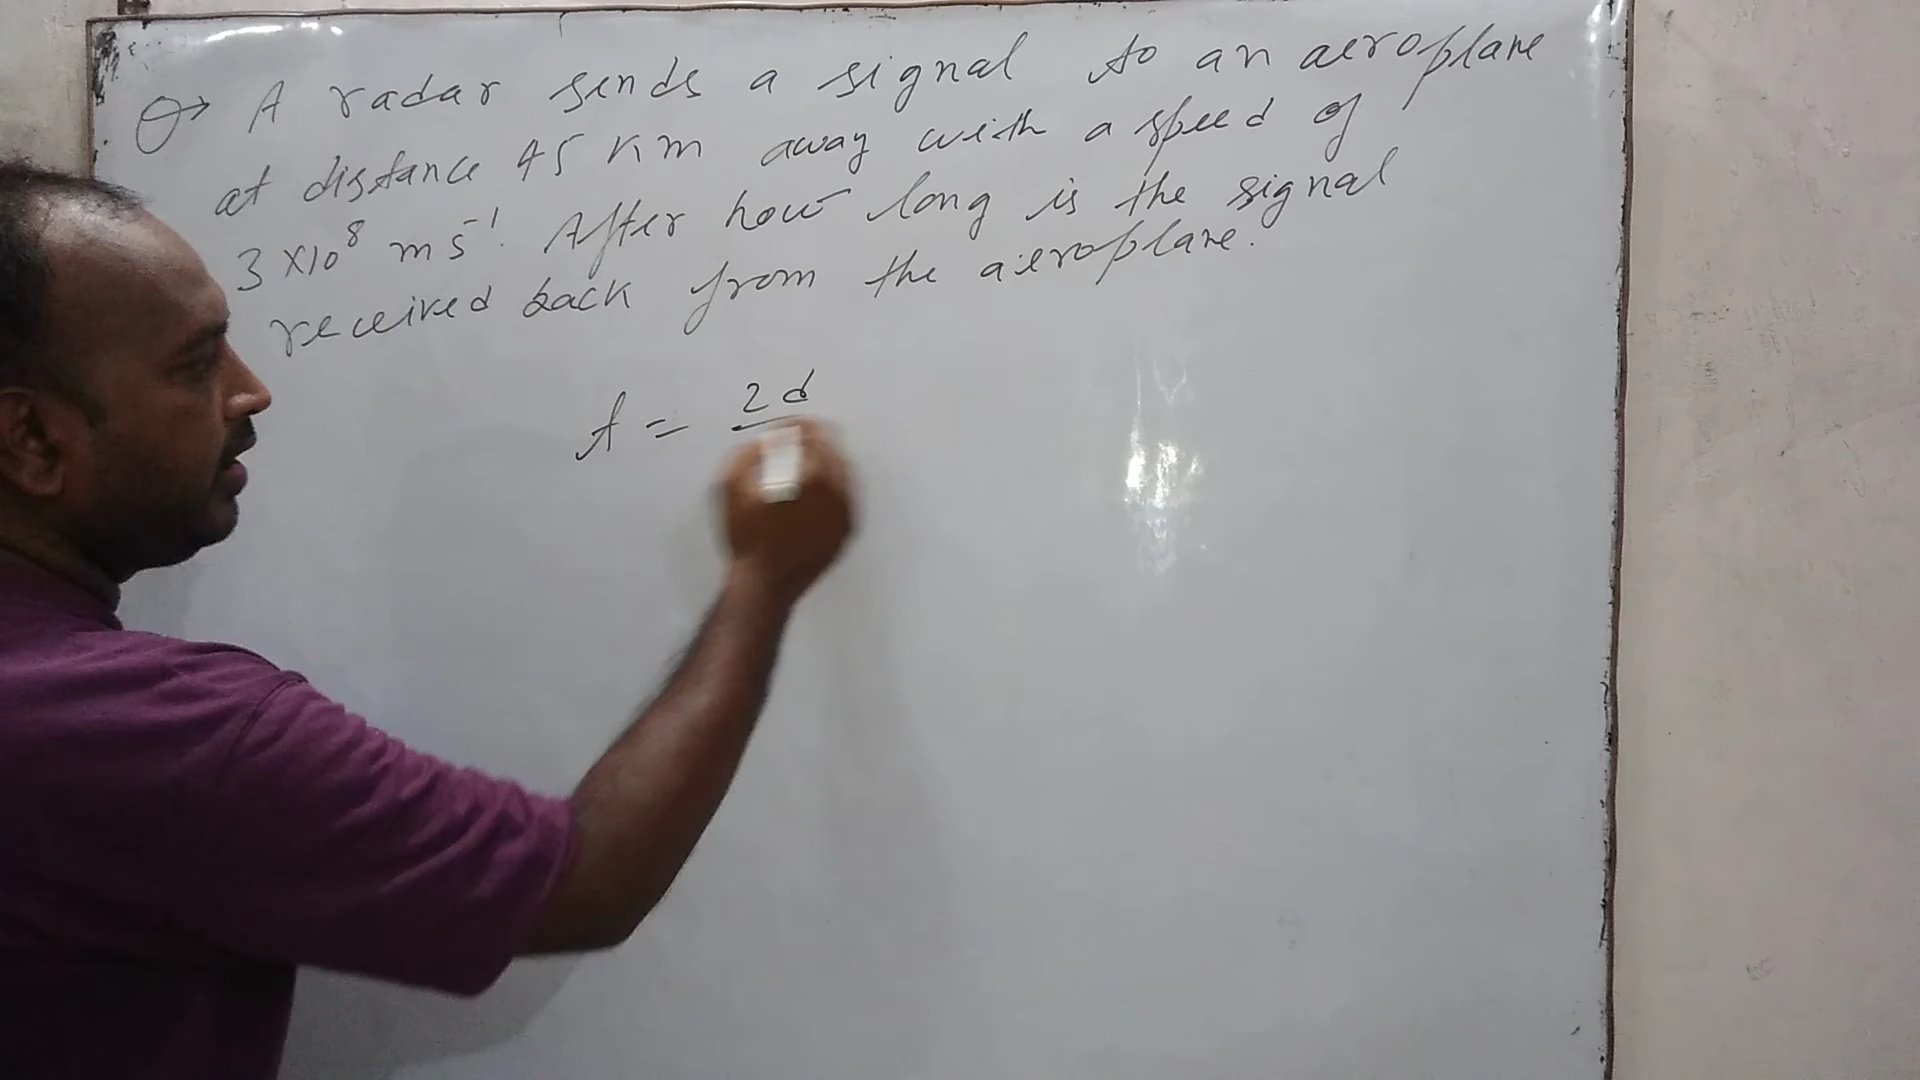 Q→ A radar sends a signal to an aeroplane
at distance 45 Km away with a speed of
3×10⁸ m s⁻¹. After how long is the signal
received back from the aeroplane.
t = 2d